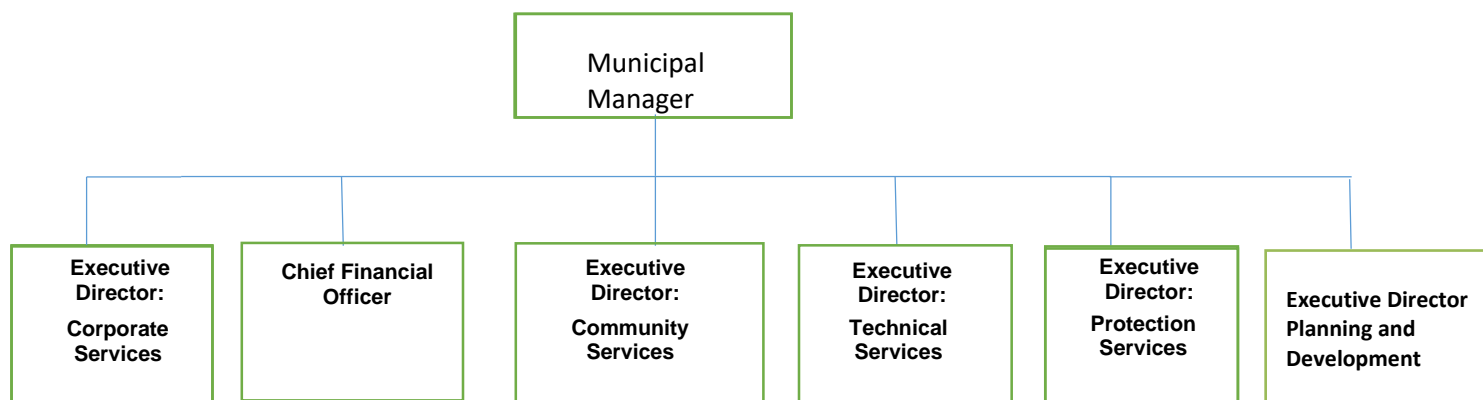 Municipal
Manager
Executive
Director:
Corporate
Services
Chief Financial
Officer
Executive
Director:
Community
Services
Executive
Director:
Technical
Services
Executive
Director:
Protection
Services
Executive Director
Planning and
Development